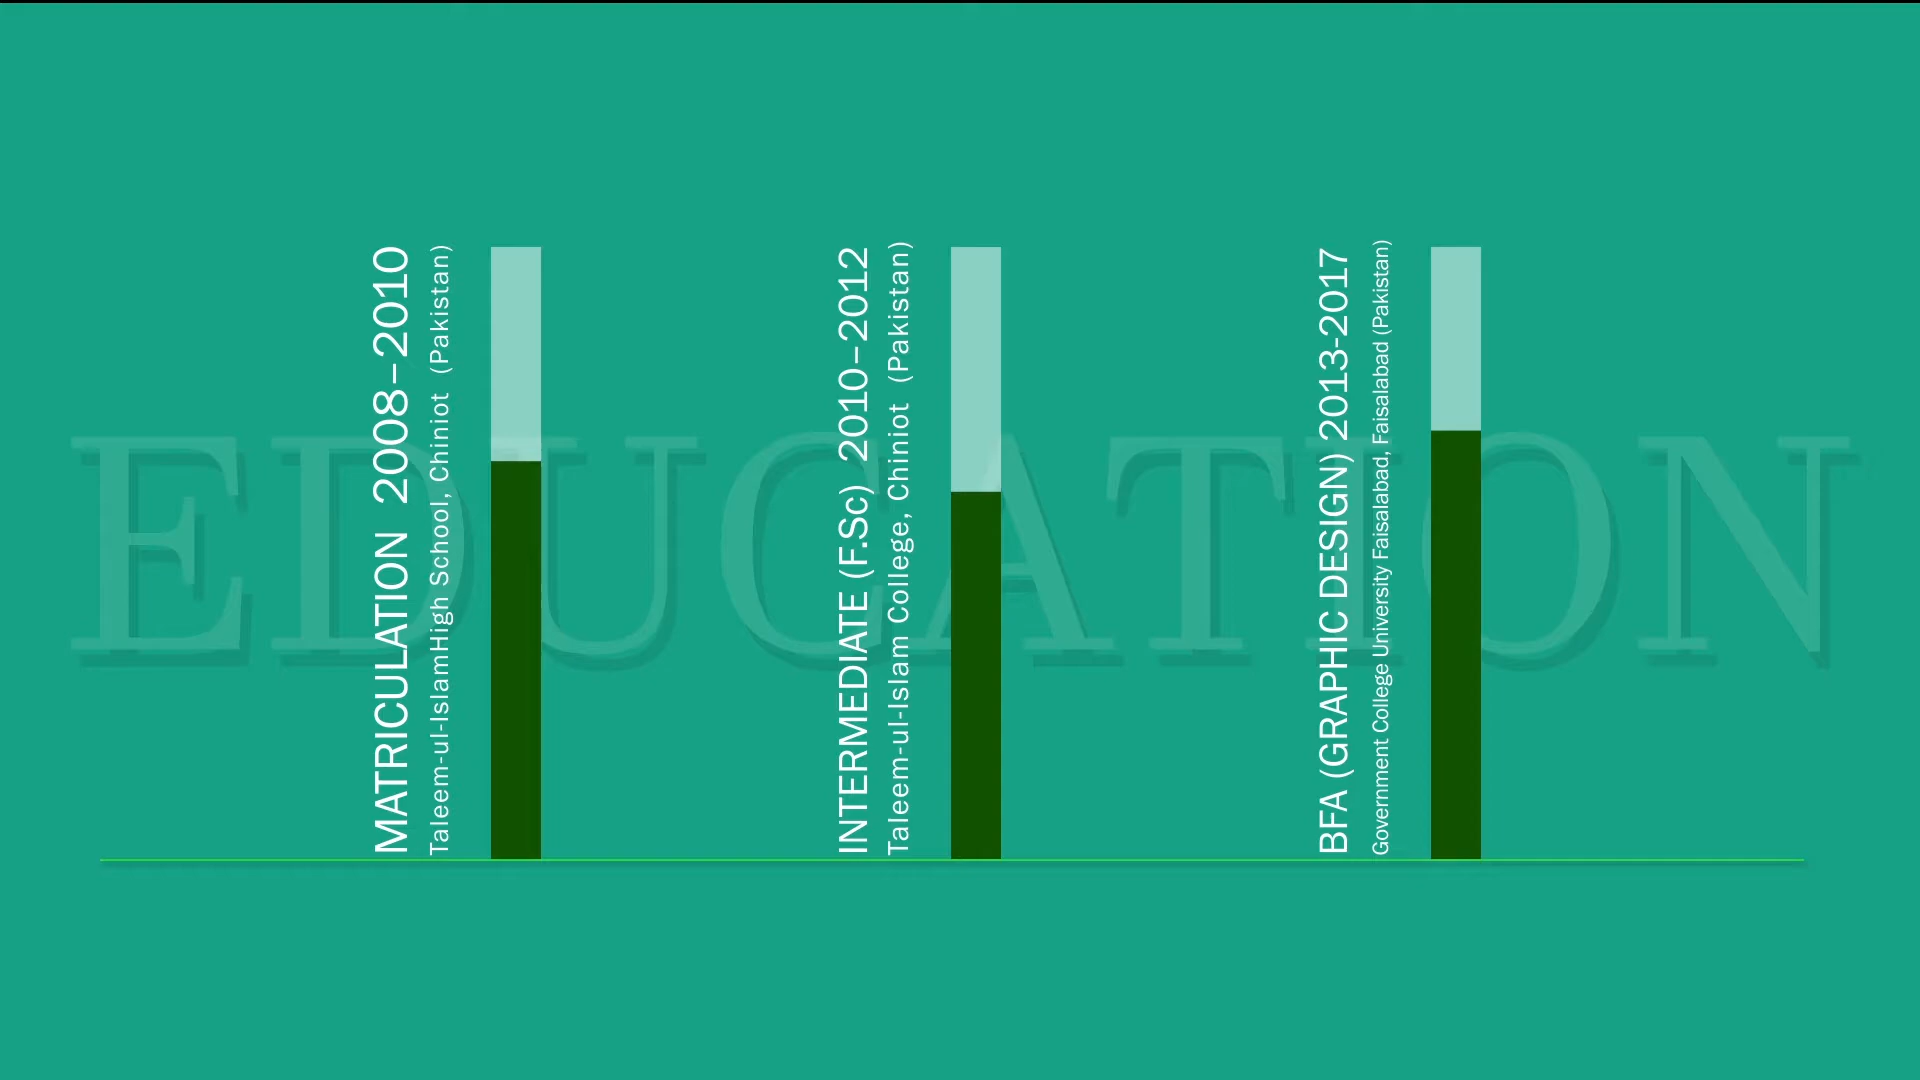 EDUCATION
MATRICULATION 2008–2010
Taleem-ul-IslamHigh School, Chiniot (Pakistan)
INTERMEDIATE (F.Sc) 2010–2012
Taleem-ul-Islam College, Chiniot (Pakistan)
BFA (GRAPHIC DESIGN) 2013-2017
Government College University Faisalabad, Faisalabad (Pakistan)